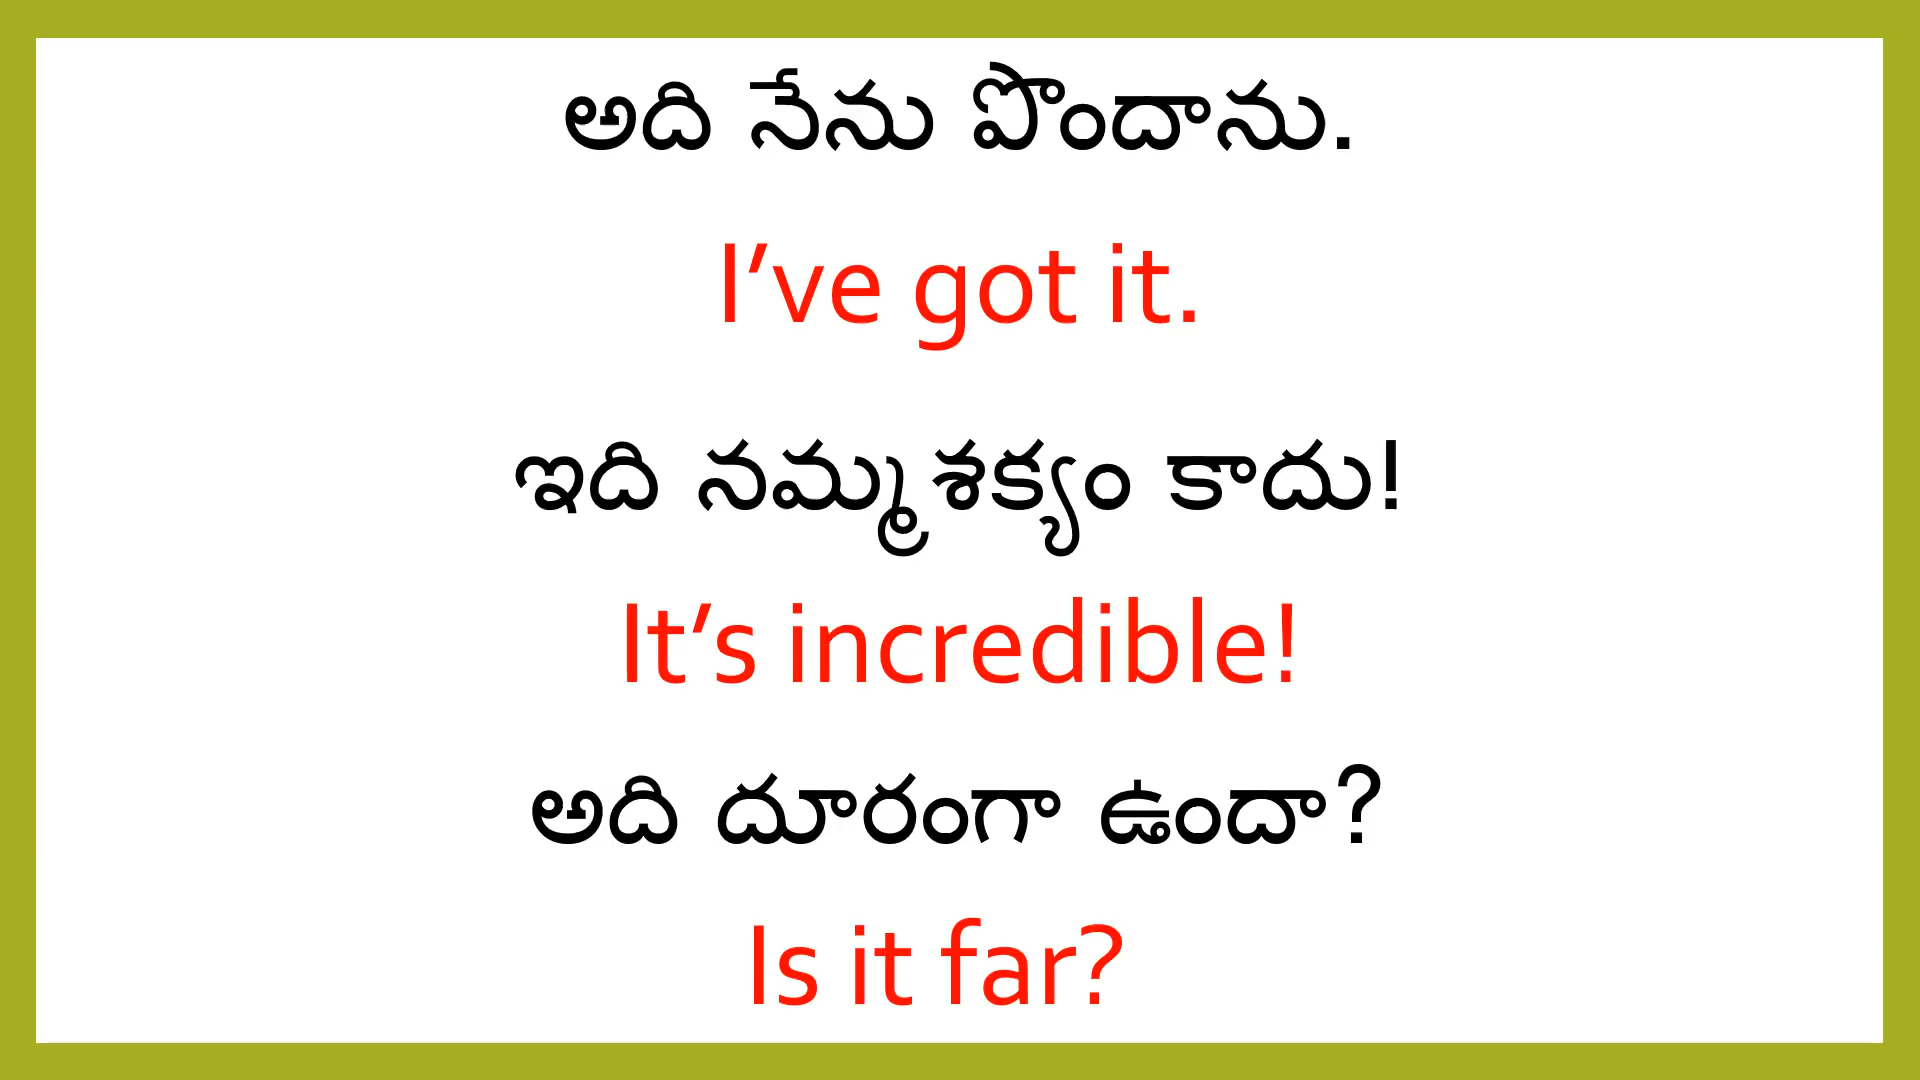 అది నేను పొందాను.
I’ve got it.
ఇది నమ్మశక్యం కాదు!
It’s incredible!
అది దూరంగా ఉందా?
Is it far?